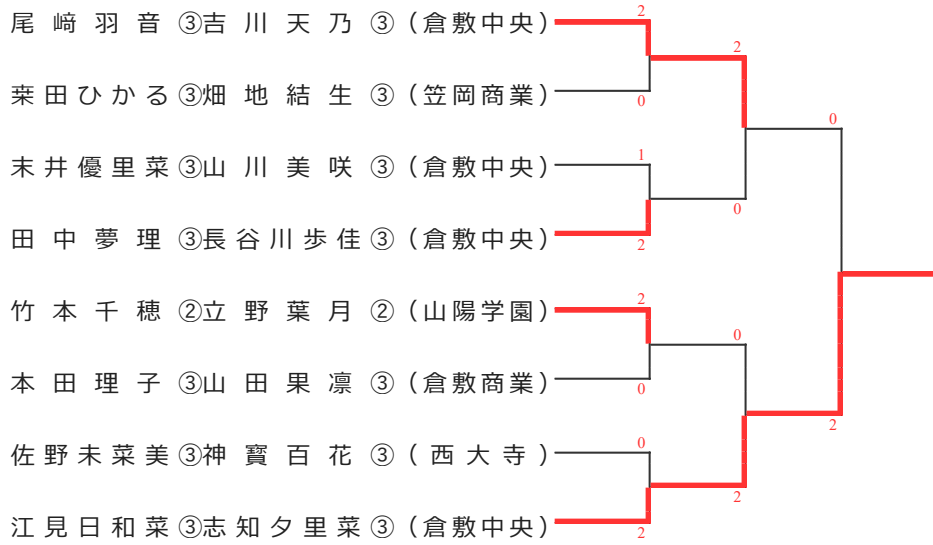 尾﨑羽音③吉川天乃③(倉敷中央)
2
2
桒田ひかる③畑地結生③(笠岡商業)
0
0
末井優里菜③山川美咲③(倉敷中央)
1
0
田中夢理③長谷川歩佳③(倉敷中央)
2
竹本千穂②立野葉月②(山陽学園)
2
0
本田理子③山田果凛③(倉敷商業)
0
2
佐野未菜美③神寳百花③(西大寺)
0
2
江見日和菜③志知夕里菜③(倉敷中央)
2